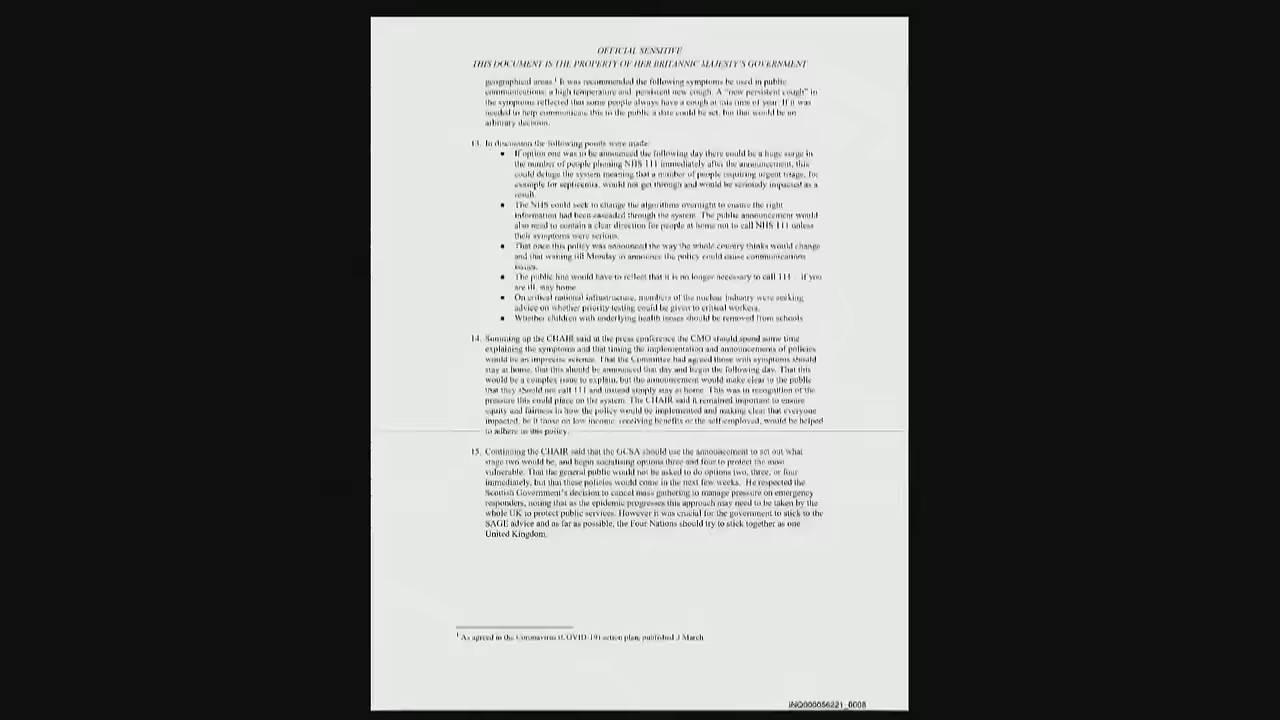 OFFICIAL SENSITIVE
THIS DOCUMENT IS THE PROPERTY OF HER BRITANNIC MAJESTY'S GOVERNMENT
geographical areas.1 It was recommended the following symptoms be used in public
communications: a high temperature and persistent new cough. A "new persistent cough" in
the symptoms reflected that some people always have a cough at this time of year. If it was
needed to help communicate this to the public a date could be set, but that would be an
arbitrary decision.
13. In discussion the following points were made:
• If option one was to be announced the following day there could be a huge surge in
the number of people phoning NHS 111 immediately after the announcement, this
could deluge the system meaning that a number of people requiring urgent triage, for
example for septicemia, would not get through and would be seriously impacted as a
result.
• The NHS could seek to change the algorithms overnight to ensure the right
information had been cascaded through the system. The public announcement would
also need to contain a clear direction for people at home not to call NHS 111 unless
their symptoms were serious.
• That once this policy was announced the way the whole country thinks would change
and that waiting till Monday to announce the policy could cause communications
issues.
• The public line would have to reflect that it is no longer necessary to call 111 - if you
are ill, stay home
• On critical national infrastructure, members of the nuclear industry were seeking
advice on whether priority testing could be given to critical workers.
• Whether children with underlying health issues should be removed from schools
14. Summing up the CHAIR said at the press conference the CMO should spend some time
explaining the symptoms and that timing the implementation and announcements of policies
would be an imprecise science. That the Committee had agreed those with symptoms should
stay at home, that this should be announced that day and begin the following day. That this
would be a complex issue to explain, but the announcement would make clear to the public
that they should not call 111 and instead simply stay at home. This was in recognition of the
pressure this could place on the system. The CHAIR said it remained important to ensure
equity and fairness in how the policy would be implemented and making clear that everyone
impacted, be it those on low income, receiving benefits or the self-employed, would be helped
to adhere to this policy.
15. Continuing the CHAIR said that the GCSA should use the announcement to set out what
stage two would be, and begin socialising options three and four to protect the most
vulnerable. That the general public would not be asked to do options two, three, or four
immediately, but that those policies would come in the next few weeks. He respected the
Scottish Government's decision to cancel mass gathering to manage pressure on emergency
responders, noting that as the epidemic progresses this approach may need to be taken by the
whole UK to protect public services. However it was crucial for the government to stick to the
SAGE advice and as far as possible, the Four Nations should try to stick together as one
United Kingdom.
1 As agreed in the Coronavirus (COVID-19) action plan, published 3 March
INQ000056221_0008